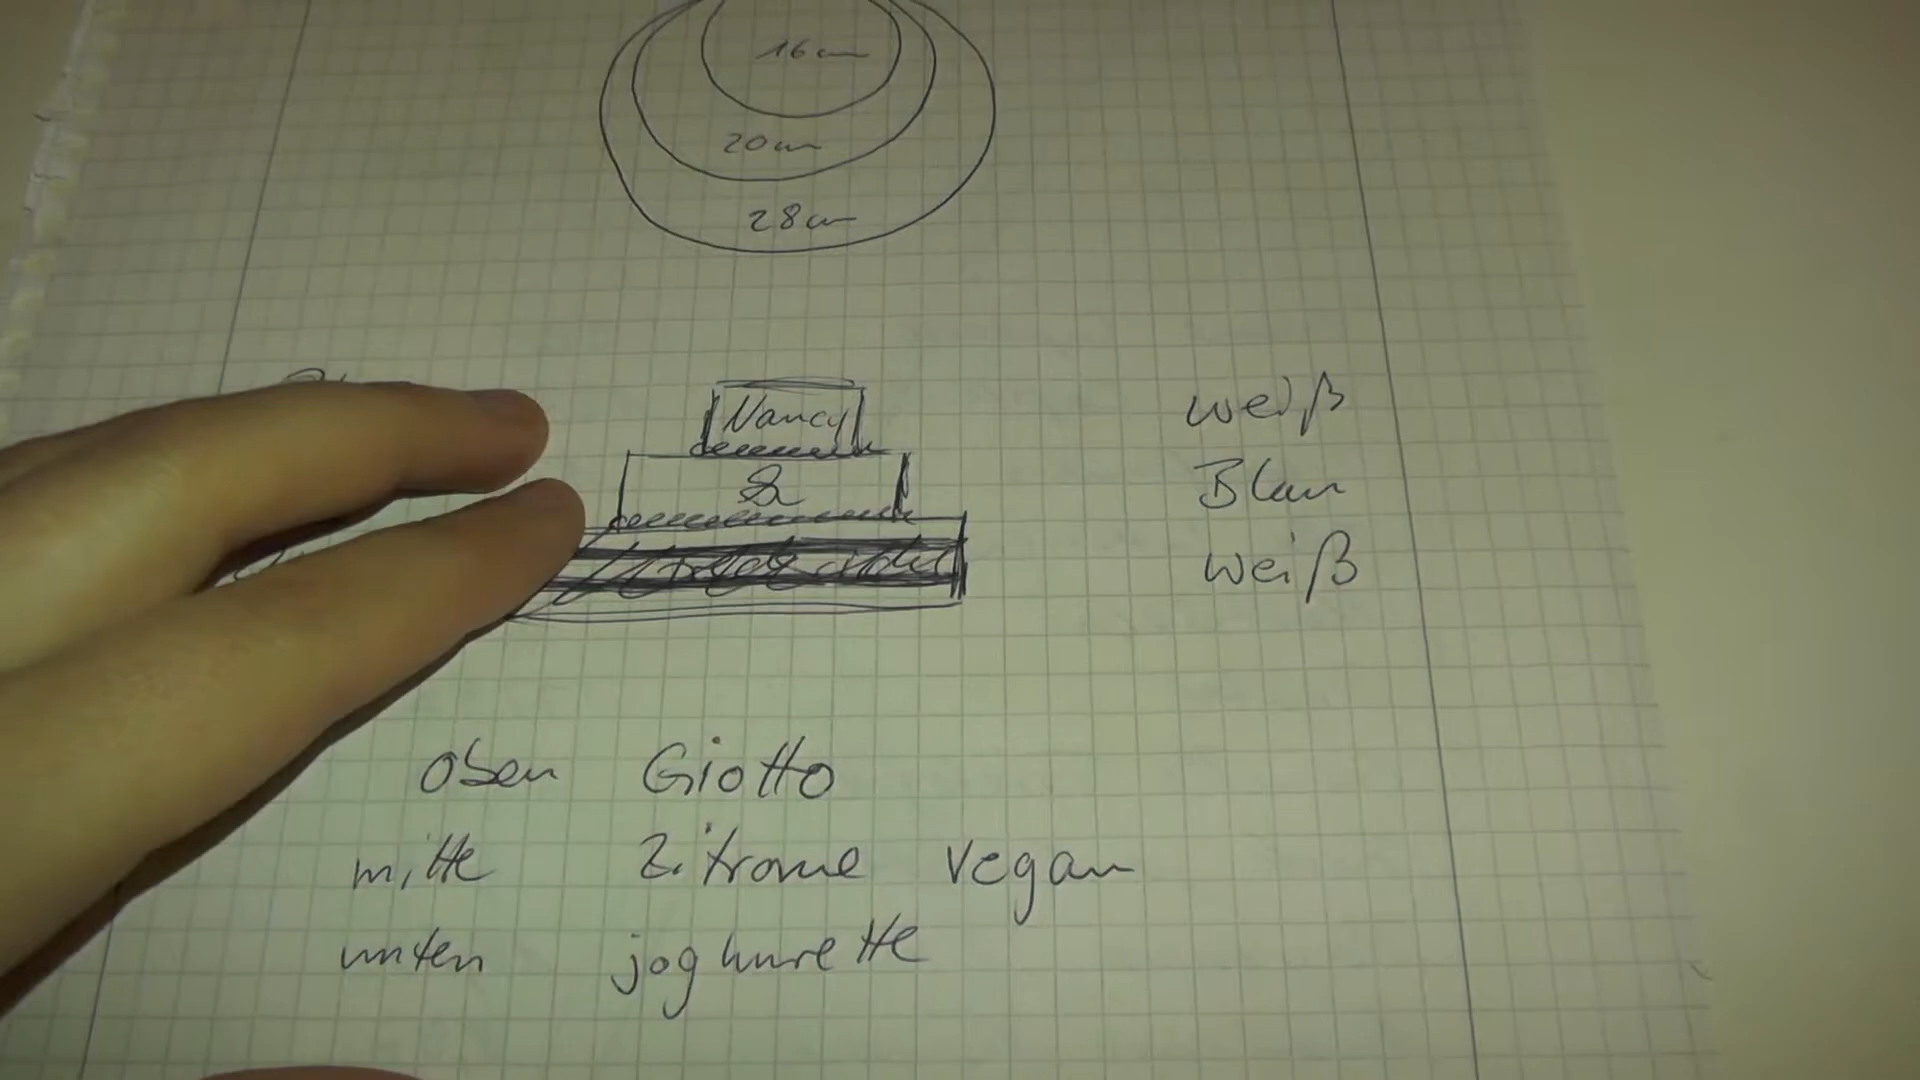 16cm
20cm
28cm
Nancy
weiß
&
Blau
weiß
oben Giotto
mitte Zitrone vegan
unten joghurette